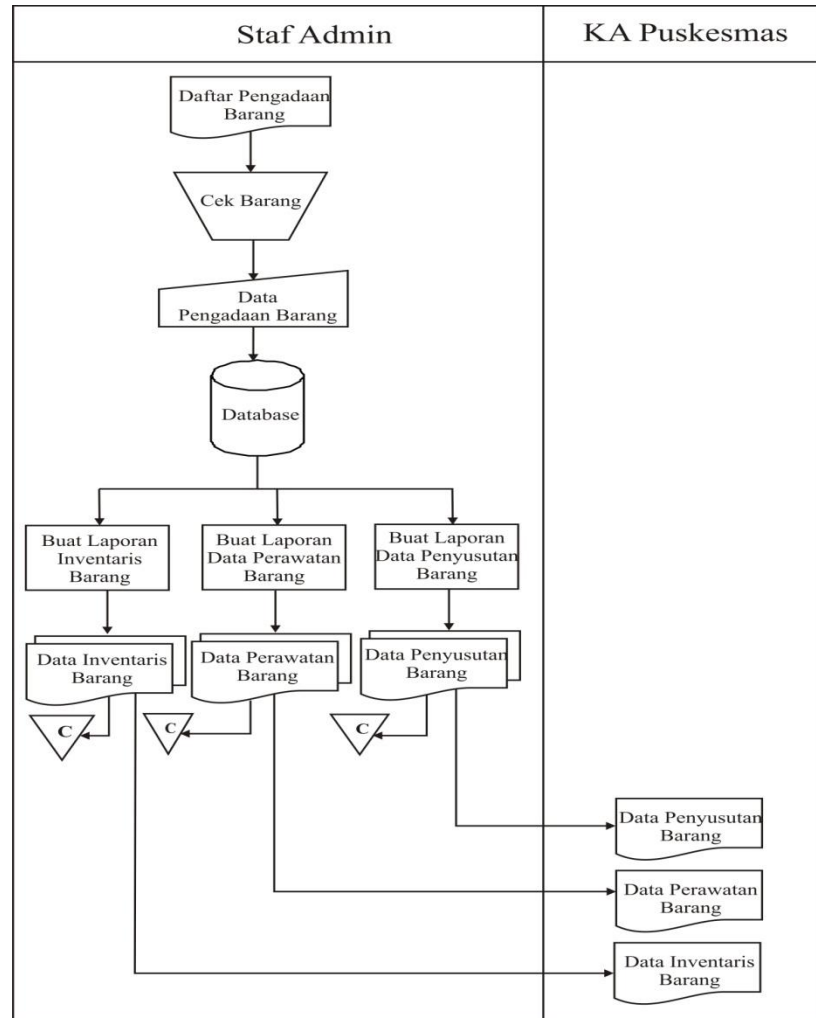 Staf Admin
KA Puskesmas
Daftar Pengadaan
Barang
Cek Barang
Data
Pengadaan Barang
Database
Buat Laporan
Inventaris
Barang
Buat Laporan
Data Perawatan
Barang
Buat Laporan
Data Penyusutan
Barang
Data Inventaris
Barang
Data Perawatan
Barang
Data Penyusutan
Barang
C
C
C
Data Penyusutan
Barang
Data Perawatan
Barang
Data Inventaris
Barang